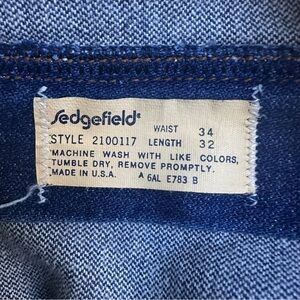 Sedgefield®
WAIST 34
STYLE 2100117 LENGTH 32
MACHINE WASH WITH LIKE COLORS,
TUMBLE DRY, REMOVE PROMPTLY.
MADE IN U.S.A. A 6AL E783 B